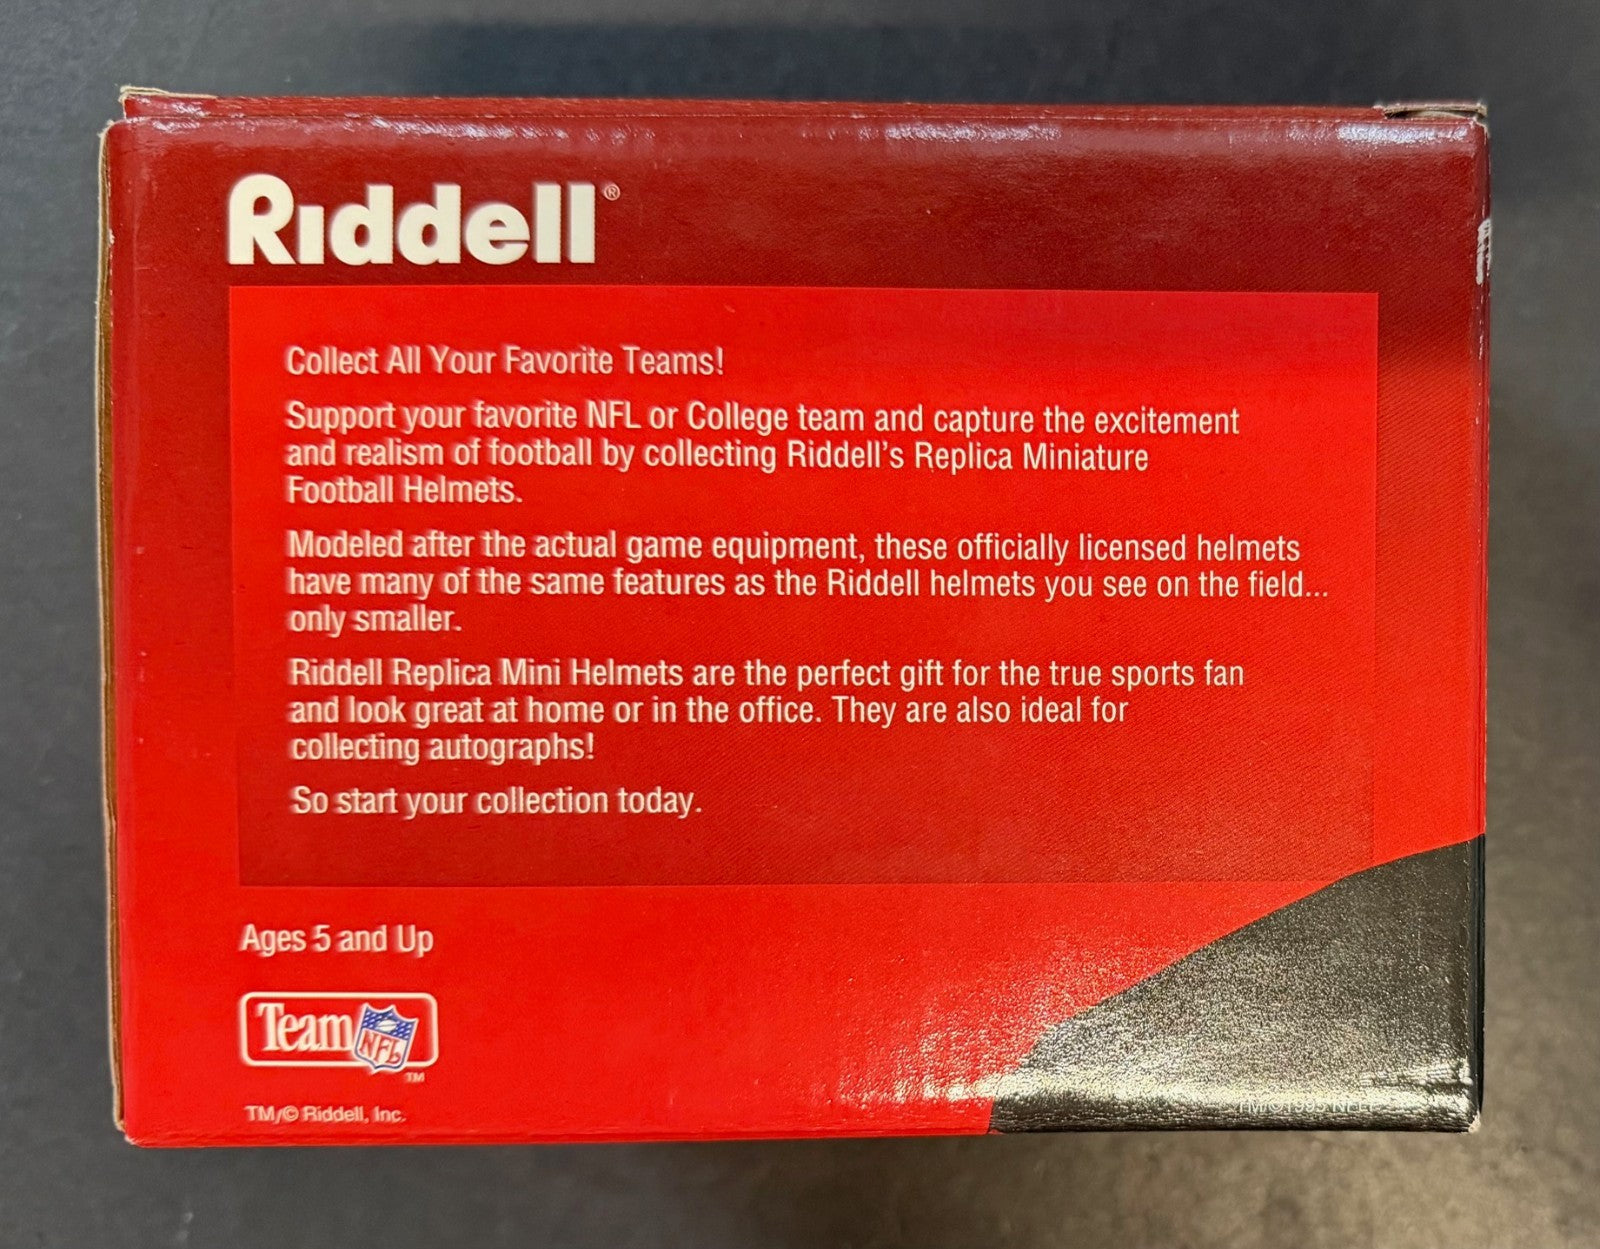 Riddell®
Collect All Your Favorite Teams!
Support your favorite NFL or College team and capture the excitement
and realism of football by collecting Riddell's Replica Miniature
Football Helmets.
Modeled after the actual game equipment, these officially licensed helmets
have many of the same features as the Riddell helmets you see on the field...
only smaller.
Riddell Replica Mini Helmets are the perfect gift for the true sports fan
and look great at home or in the office. They are also ideal for
collecting autographs!
So start your collection today.
Ages 5 and Up
Team NFL
TM
TM/© Riddell, Inc.
TM/©1995 NFLP